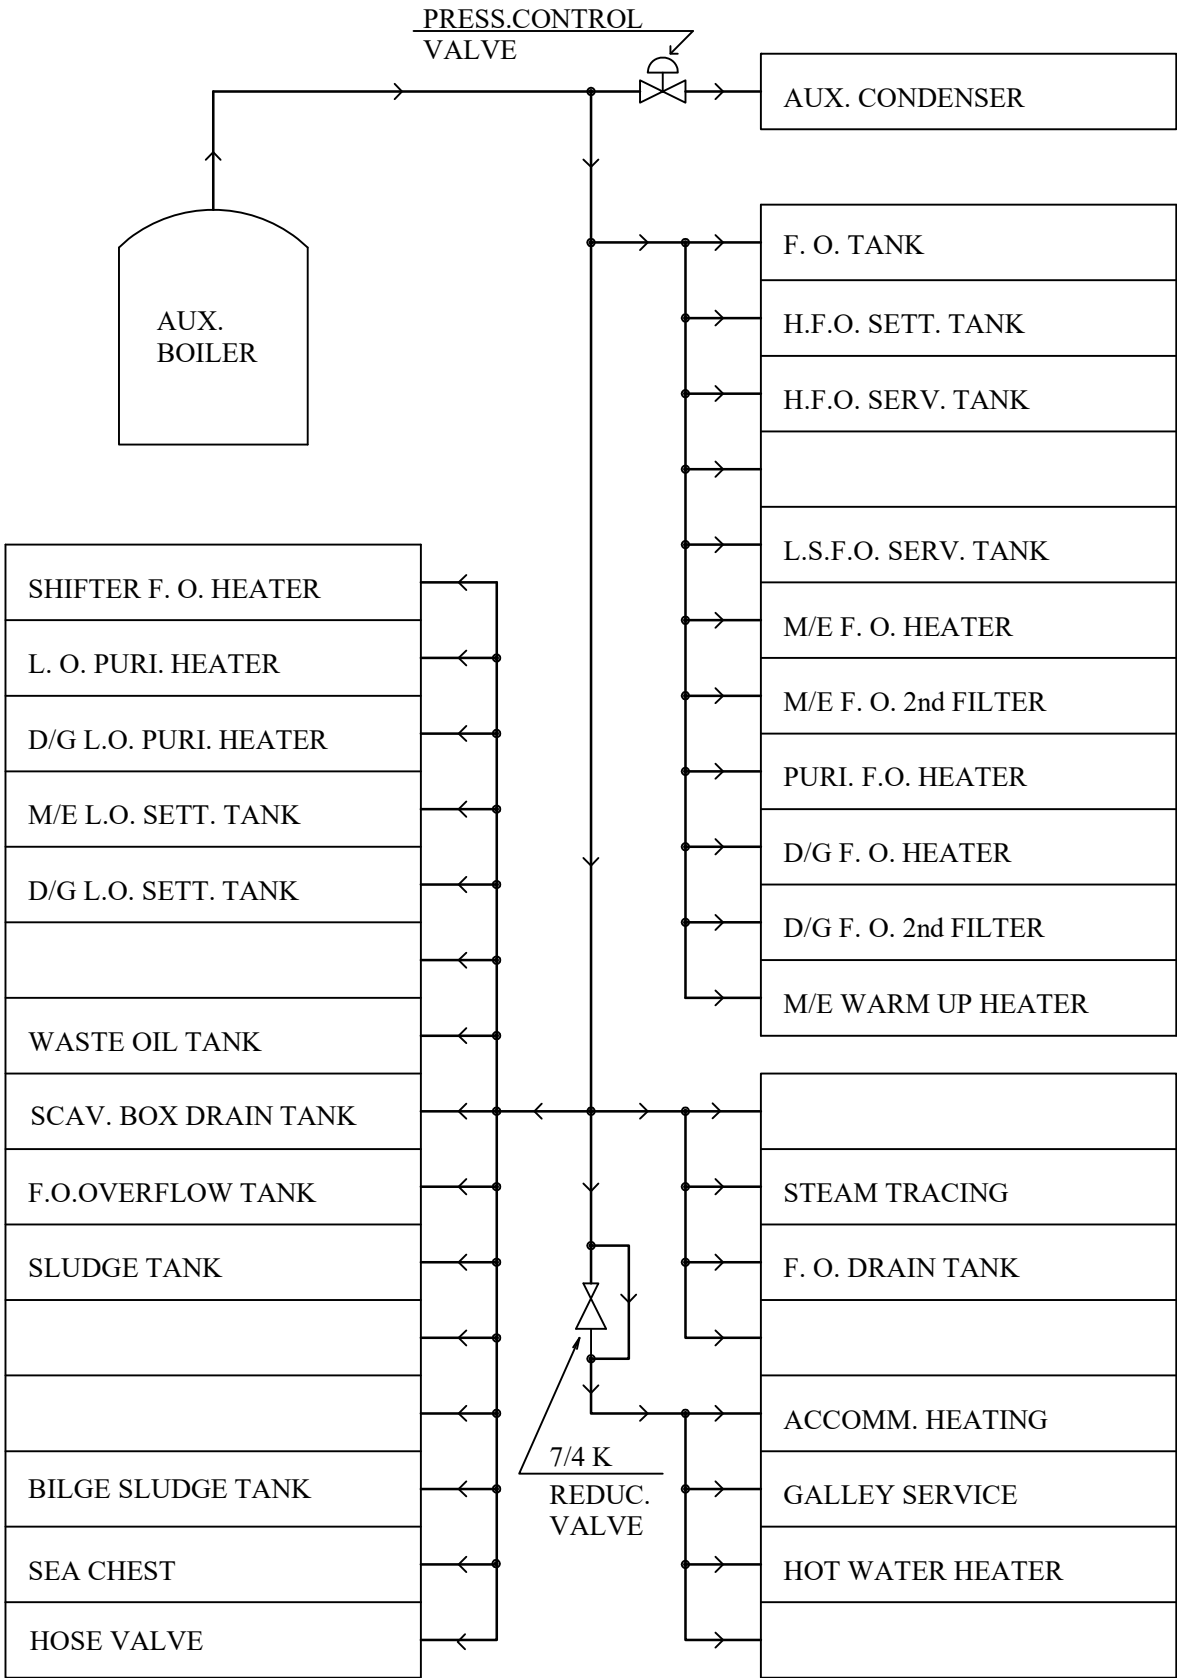 PRESS.CONTROL
VALVE
AUX. CONDENSER
AUX.
BOILER
F. O. TANK
H.F.O. SETT. TANK
H.F.O. SERV. TANK
L.S.F.O. SERV. TANK
M/E F. O. HEATER
M/E F. O. 2nd FILTER
PURI. F.O. HEATER
D/G F. O. HEATER
D/G F. O. 2nd FILTER
M/E WARM UP HEATER
SHIFTER F. O. HEATER
L. O. PURI. HEATER
D/G L.O. PURI. HEATER
M/E L.O. SETT. TANK
D/G L.O. SETT. TANK
WASTE OIL TANK
SCAV. BOX DRAIN TANK
F.O.OVERFLOW TANK
SLUDGE TANK
BILGE SLUDGE TANK
SEA CHEST
HOSE VALVE
7/4 K
REDUC.
VALVE
STEAM TRACING
F. O. DRAIN TANK
ACCOMM. HEATING
GALLEY SERVICE
HOT WATER HEATER